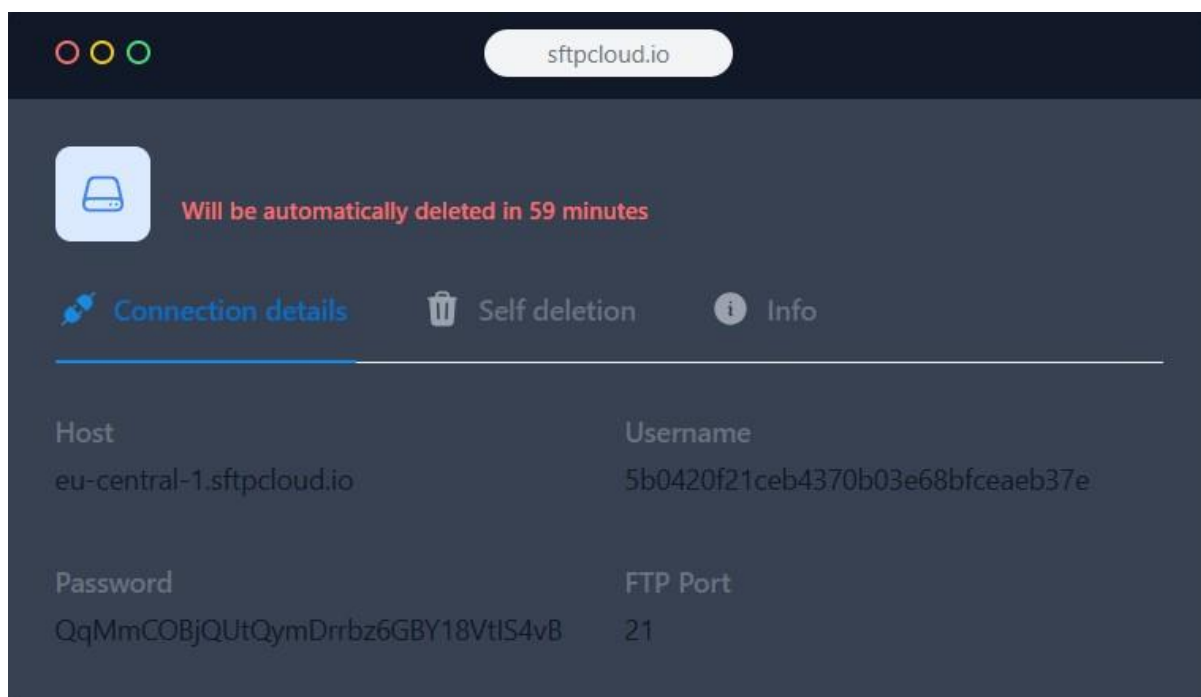 sftpcloud.io
Will be automatically deleted in 59 minutes
Connection details Self deletion Info
Host Username
eu-central-1.sftpcloud.io 5b0420f21ceb4370b03e68bfceaeb37e
Password FTP Port
QqMmCOBjQUtQymDrrbz6GBY18VtIS4vB 21